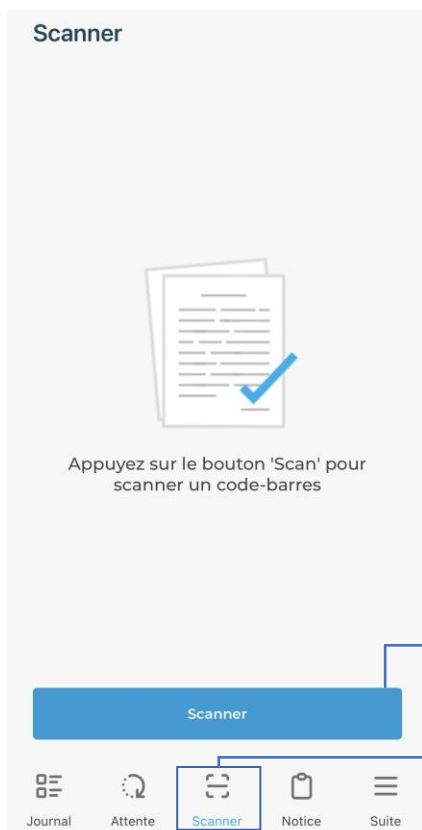 Scanner
Appuyez sur le bouton 'Scan' pour
scanner un code-barres
Scanner
Journal Attente Scanner Notice Suite